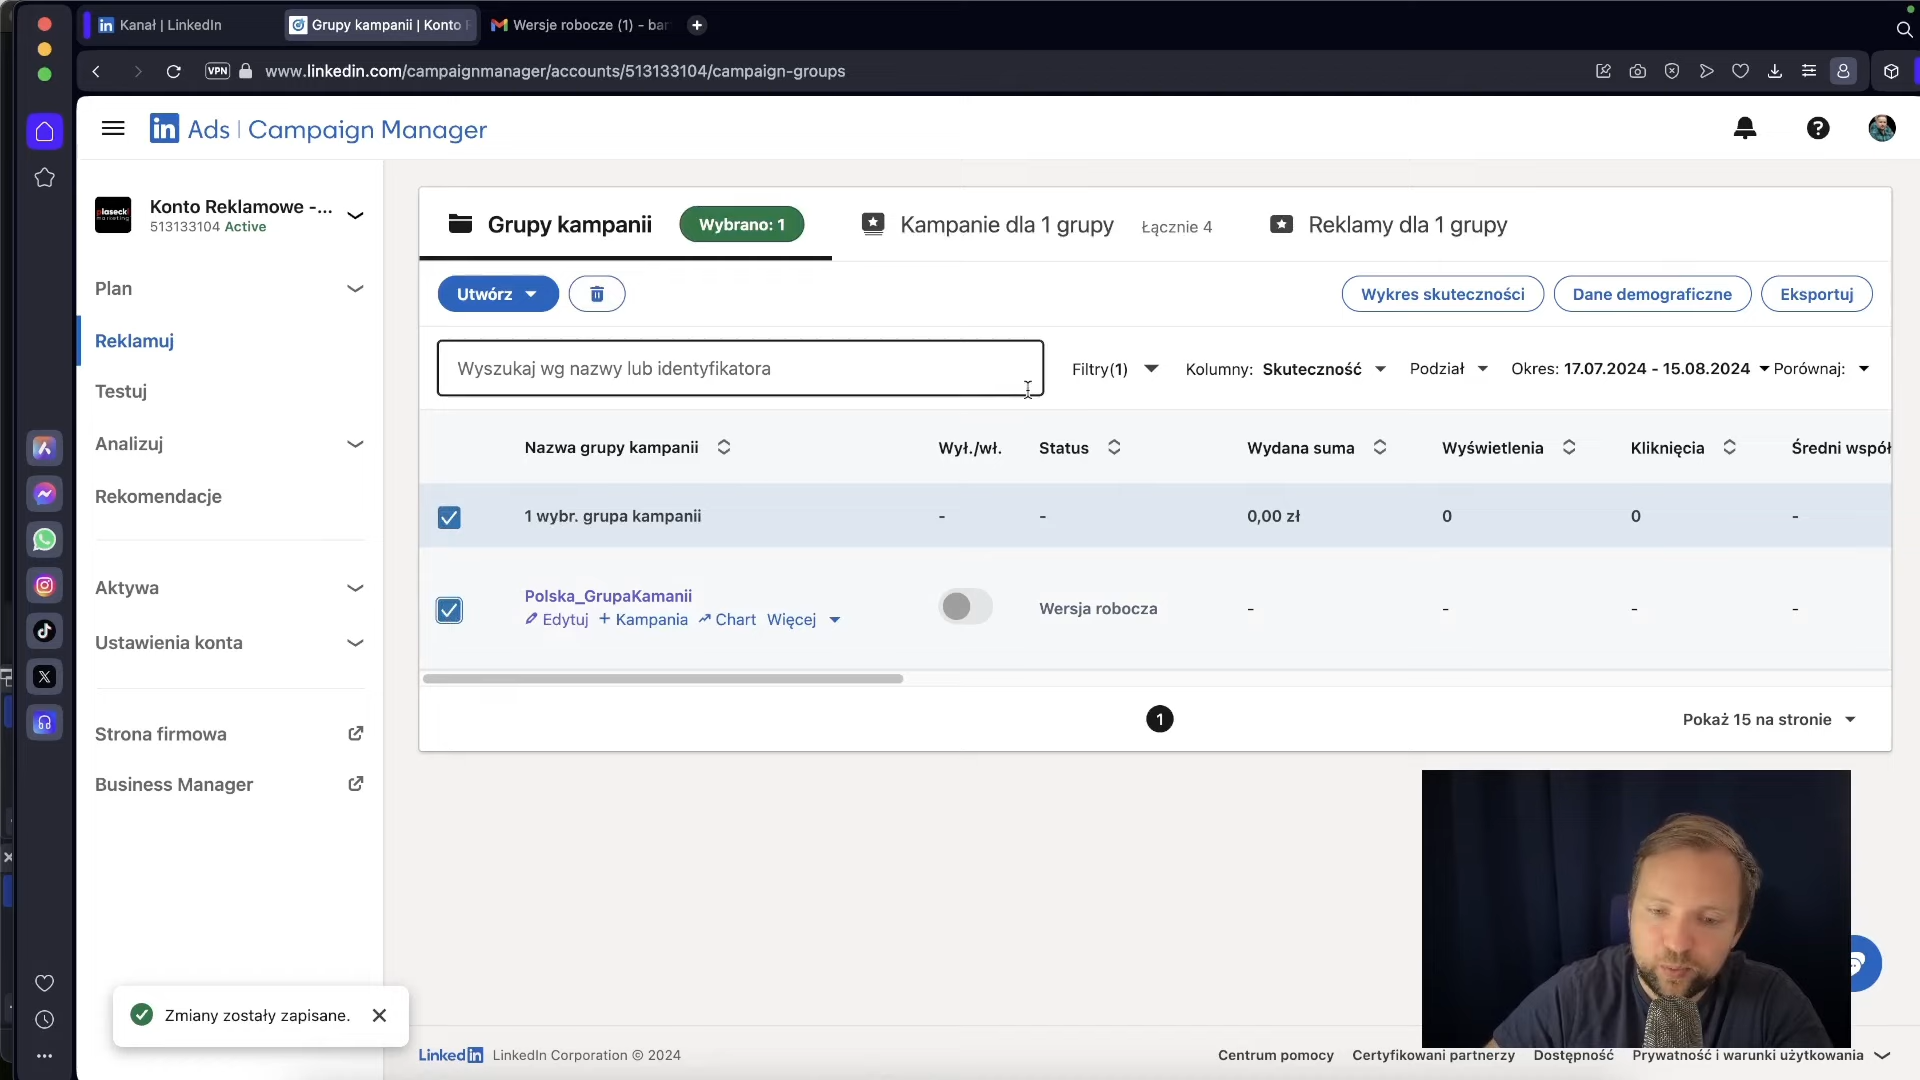 Kanał | LinkedIn
Grupy kampanii | Konto
Wersje robocze (1) - bar
VPN
www.linkedin.com/campaignmanager/accounts/513133104/campaign-groups
in Ads | Campaign Manager
Konto Reklamowe -...
513133104 Active
Plan
Reklamuj
Testuj
Analizuj
Rekomendacje
Aktywa
Ustawienia konta
Strona firmowa
Business Manager
Grupy kampanii
Wybrano: 1
Kampanie dla 1 grupy
Łącznie 4
Reklamy dla 1 grupy
Utwórz
Wykres skuteczności
Dane demograficzne
Eksportuj
Wyszukaj wg nazwy lub identyfikatora
Filtry(1)
Kolumny: Skuteczność
Podział
Okres: 17.07.2024 - 15.08.2024
Porównaj:
Nazwa grupy kampanii
Wył./wł.
Status
Wydana suma
Wyświetlenia
Kliknięcia
Średni współ
1 wybr. grupa kampanii - - 0,00 zł 0 0 -
Polska_GrupaKamanii
Edytuj + Kampania Chart Więcej
Wersja robocza - - - -
1
Pokaż 15 na stronie
Zmiany zostały zapisane.
LinkedIn LinkedIn Corporation © 2024
Centrum pomocy
Certyfikowani partnerzy
Dostępność
Prywatność i warunki użytkowania